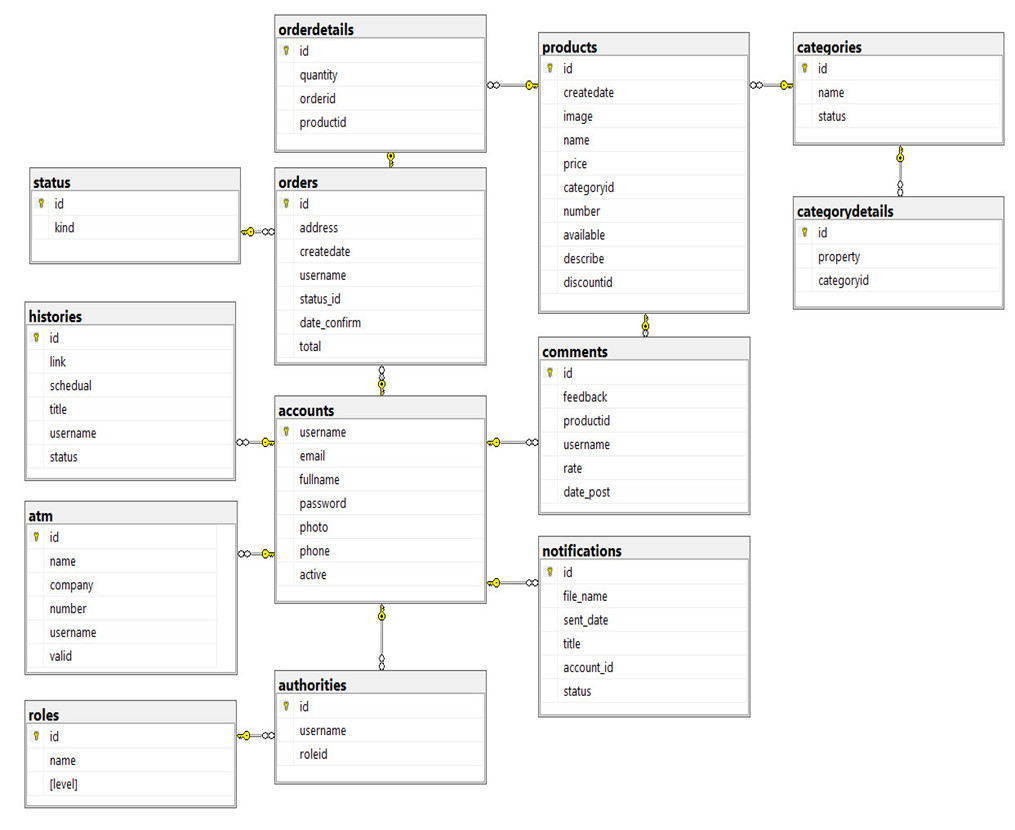 orderdetails
id
quantity
orderid
productid
products
id
createdate
image
name
price
categoryid
number
available
describe
discountid
categories
id
name
status
status
id
kind
orders
id
address
createdate
username
status_id
date_confirm
total
categorydetails
id
property
categoryid
histories
id
link
schedual
title
username
status
accounts
username
email
fullname
password
photo
phone
active
comments
id
feedback
productid
username
rate
date_post
atm
id
name
company
number
username
valid
notifications
id
file_name
sent_date
title
account_id
status
roles
id
name
[level]
authorities
id
username
roleid